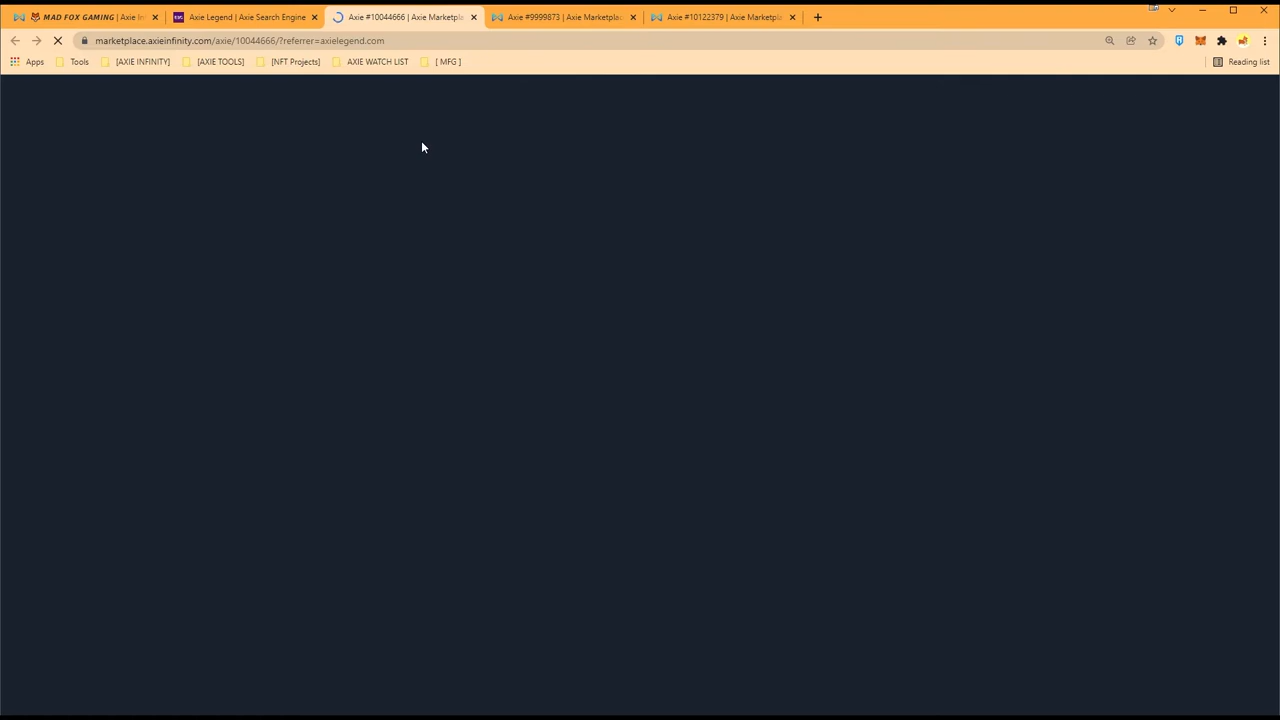 MAD FOX GAMING | Axie In
Axie Legend | Axie Search Engine
Axie #10044666 | Axie Marketpla
Axie #9999873 | Axie Marketplac
Axie #10122379 | Axie Marketpla
marketplace.axieinfinity.com/axie/10044666/?referrer=axielegend.com
Apps
Tools
[AXIE INFINITY]
[AXIE TOOLS]
[NFT Projects]
AXIE WATCH LIST
[ MFG ]
Reading list